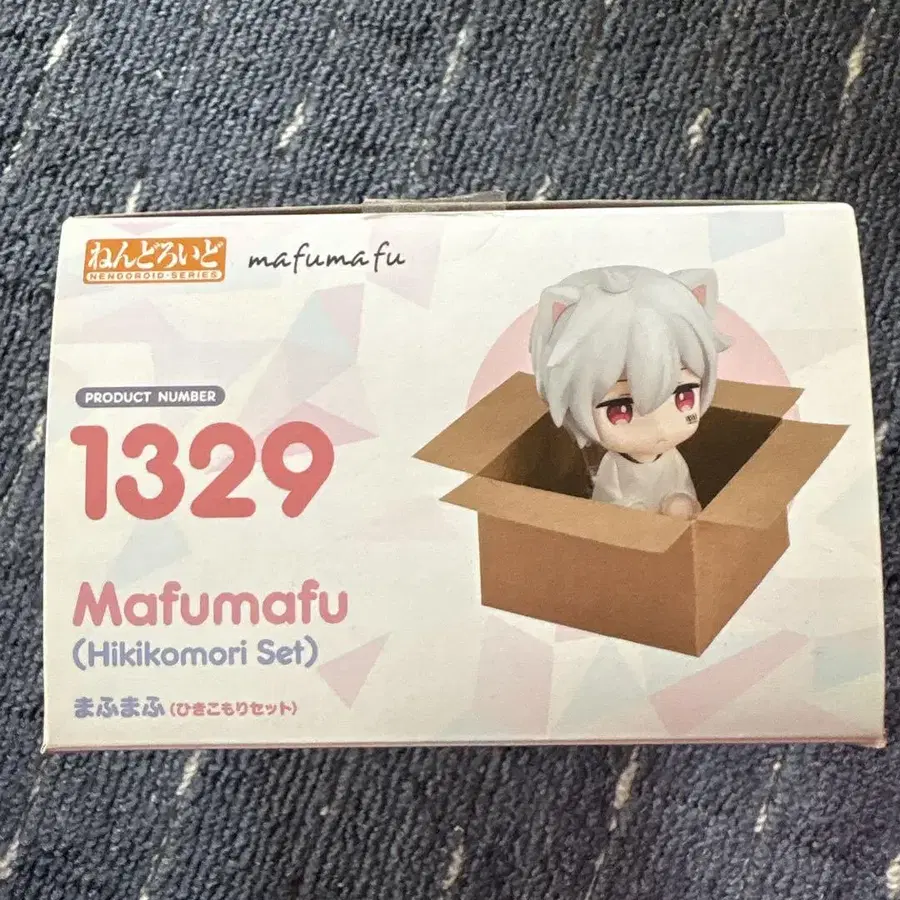 ねんどろいど
NENDOROID·SERIES
mafumafu
PRODUCT NUMBER
1329
Mafumafu
(Hikikomori Set)
まふまふ (ひきこもりセット)